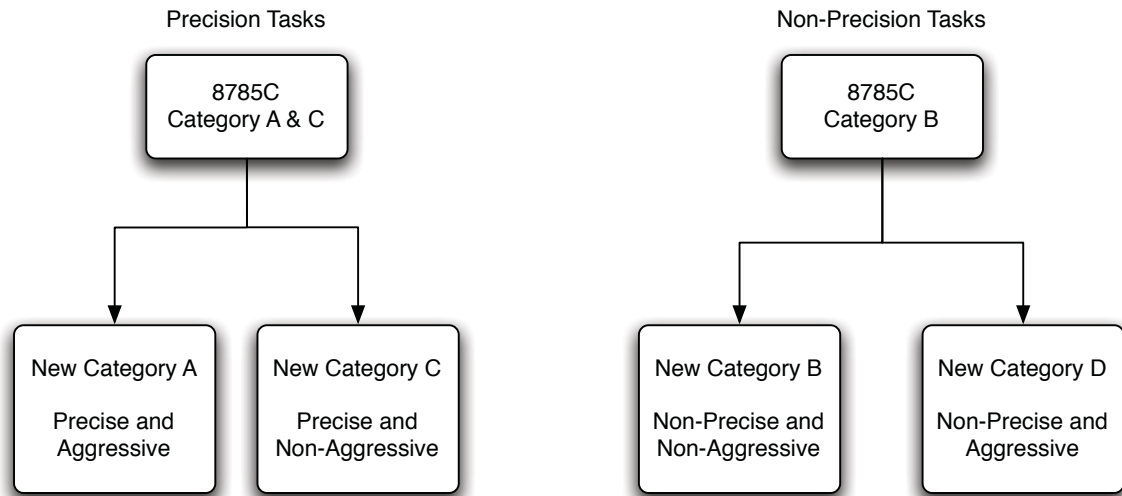 Precision Tasks
Non-Precision Tasks
8785C
Category A & C
8785C
Category B
New Category A
Precise and
Aggressive
New Category C
Precise and
Non-Aggressive
New Category B
Non-Precise and
Non-Aggressive
New Category D
Non-Precise and
Aggressive